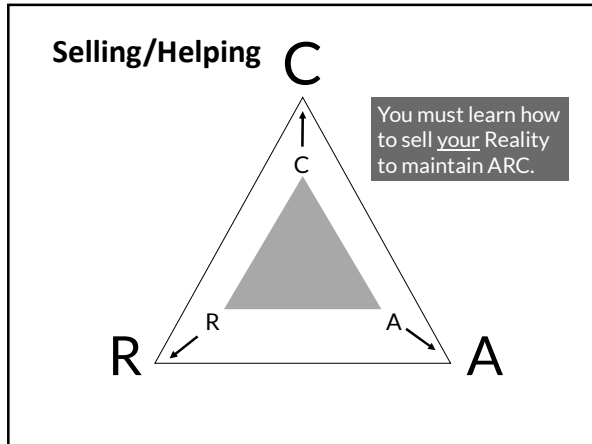 Selling/Helping
C
You must learn how
to sell your Reality
to maintain ARC.
C
R
A
R
A